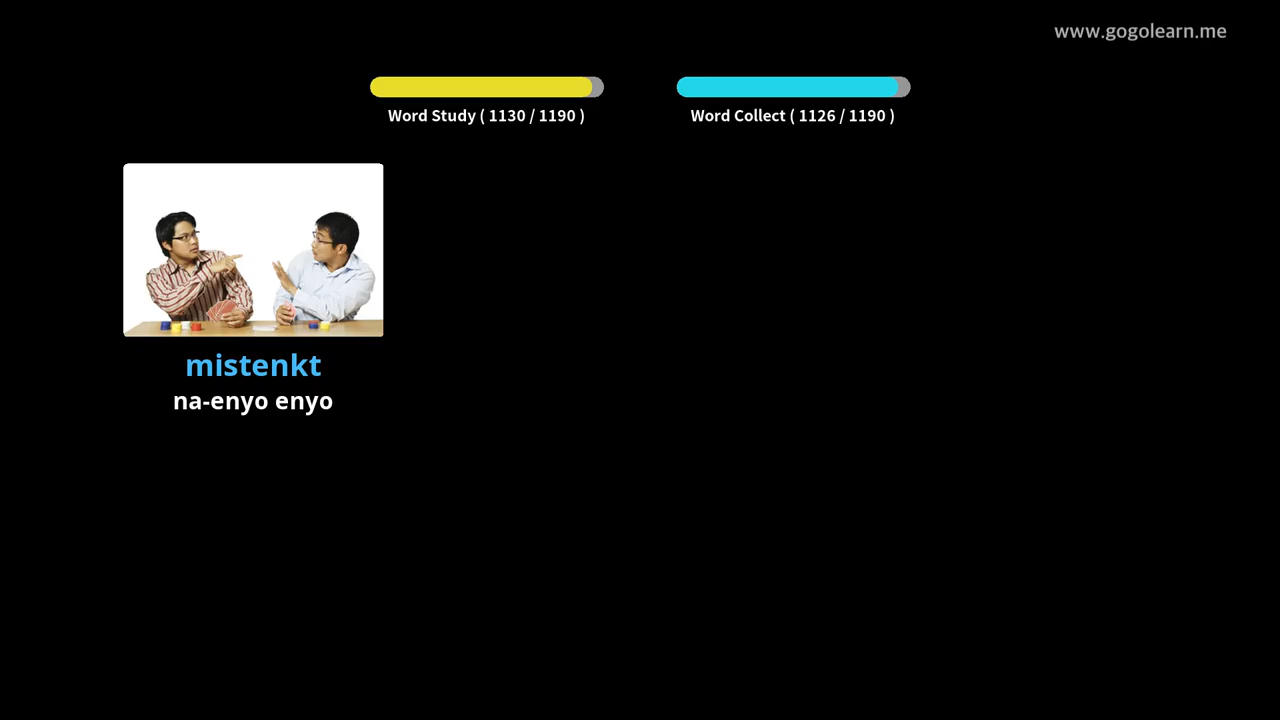 www.gogolearn.me
Word Study ( 1130 / 1190 )
Word Collect ( 1126 / 1190 )
mistenkt
na-enyo enyo